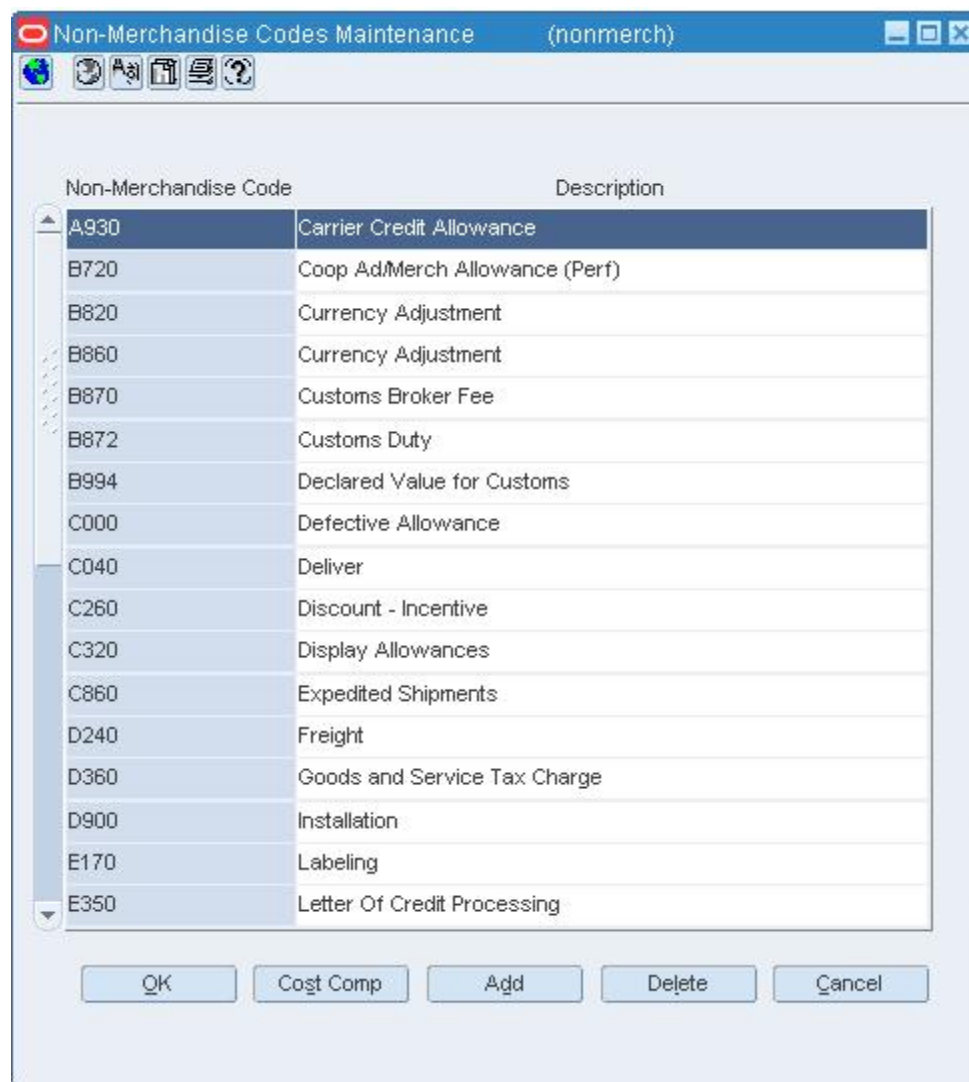 Non-Merchandise Codes Maintenance (nonmerch)
Non-Merchandise Code Description
A930 Carrier Credit Allowance
B720 Coop Ad/Merch Allowance (Perf)
B820 Currency Adjustment
B860 Currency Adjustment
B870 Customs Broker Fee
B872 Customs Duty
B994 Declared Value for Customs
C000 Defective Allowance
C040 Deliver
C260 Discount - Incentive
C320 Display Allowances
C860 Expedited Shipments
D240 Freight
D360 Goods and Service Tax Charge
D900 Installation
E170 Labeling
E350 Letter Of Credit Processing
OK Cost Comp Add Delete Cancel